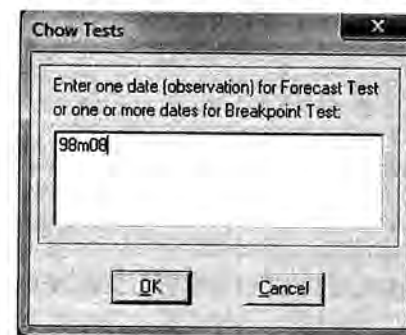 Chow Tests
X
Enter one date (observation) for Forecast Test
or one or more dates for Breakpoint Test:
98m08
OK
Cancel